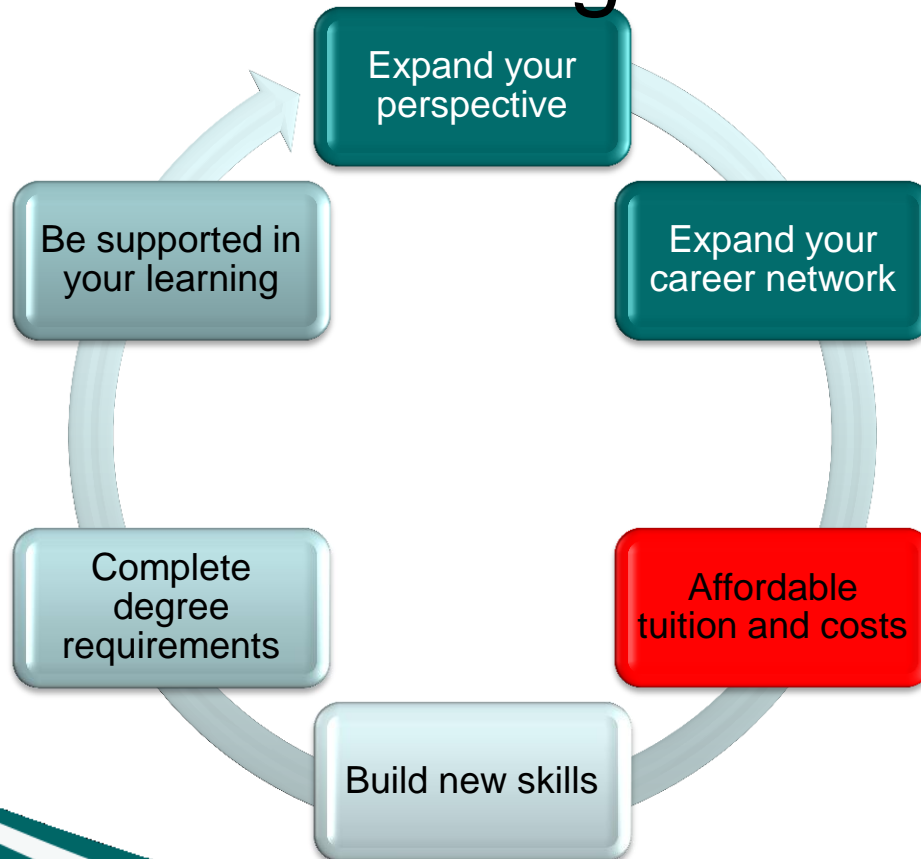 Expand your
perspective
Expand your
career network
Affordable
tuition and costs
Build new skills
Complete
degree
requirements
Be supported in
your learning